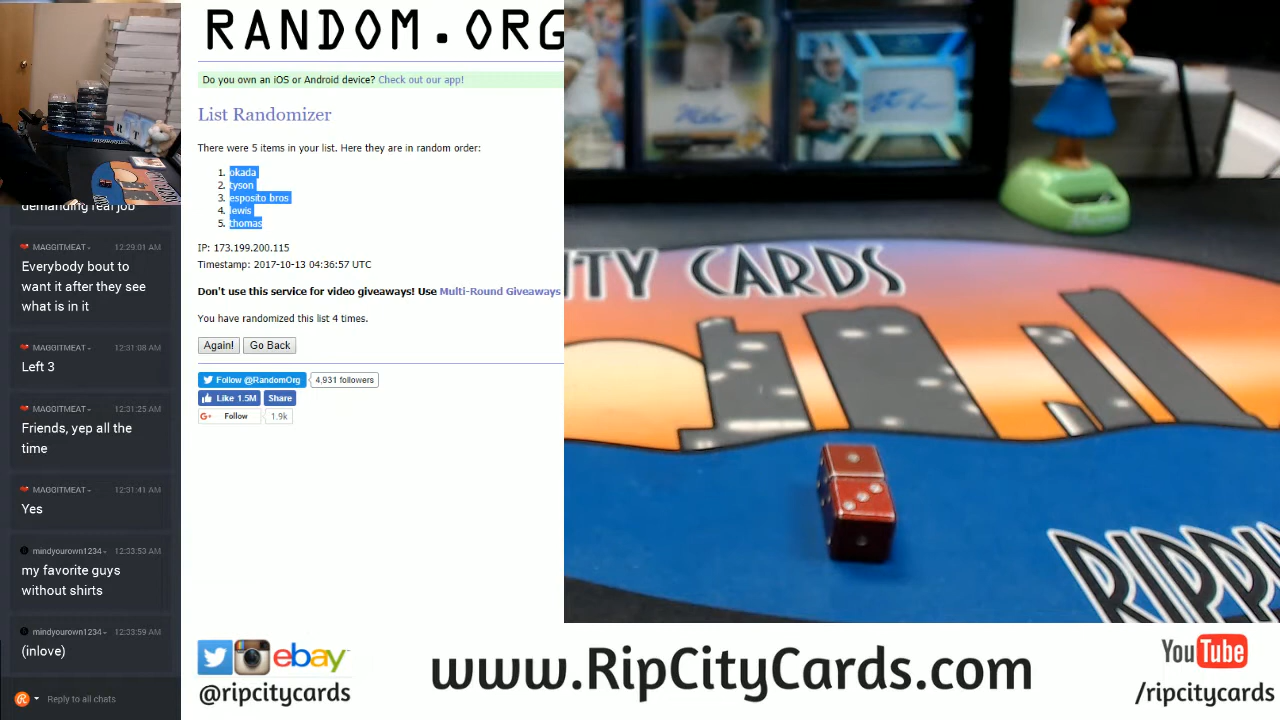 demanding real job
MAGGITMEAT 12:29:01 AM
Everybody bout to
want it after they see
what is in it
MAGGITMEAT 12:31:08 AM
Left 3
MAGGITMEAT 12:31:25 AM
Friends, yep all the
time
MAGGITMEAT 12:31:41 AM
Yes
mindyourown1234 12:33:53 AM
my favorite guys
without shirts
mindyourown1234 12:33:59 AM
(inlove)
Reply to all chats
RANDOM.ORG
Do you own an iOS or Android device? Check out our app!
List Randomizer
There were 5 items in your list. Here they are in random order:
1. okada
2. tyson
3. esposito bros
4. lewis
5. thomas
IP: 173.199.200.115
Timestamp: 2017-10-13 04:36:57 UTC
Don't use this service for video giveaways! Use Multi-Round Giveaways
You have randomized this list 4 times.
Again! Go Back
Follow @RandomOrg 4,931 followers
Like 1.5M Share
G+ Follow 1.9k
ITY CARDS
RIPPI
ebay
@ripcitycards
www.RipCityCards.com
YouTube
/ripcitycards